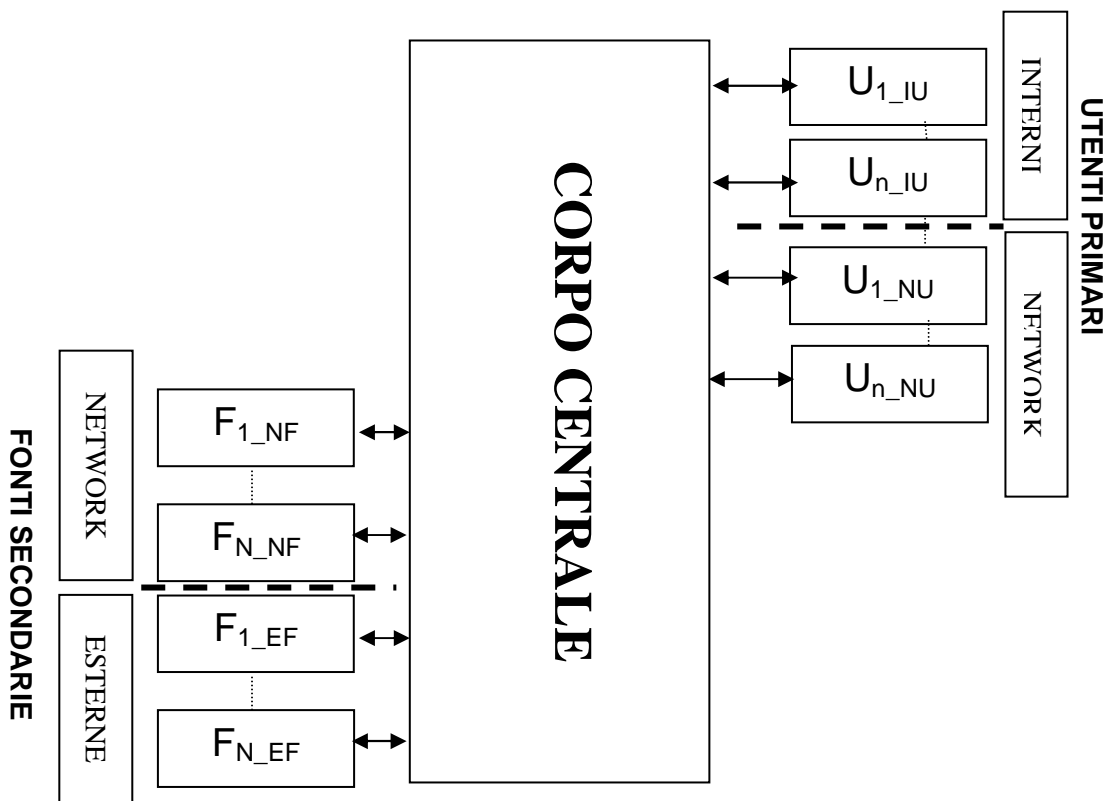 UTENTI PRIMARI
INTERNI
U1_IU
Un_IU
NETWORK
U1_NU
Un_NU
CORPO CENTRALE
FONTI SECONDARIE
NETWORK
F1_NF
FN_NF
ESTERNE
F1_EF
FN_EF